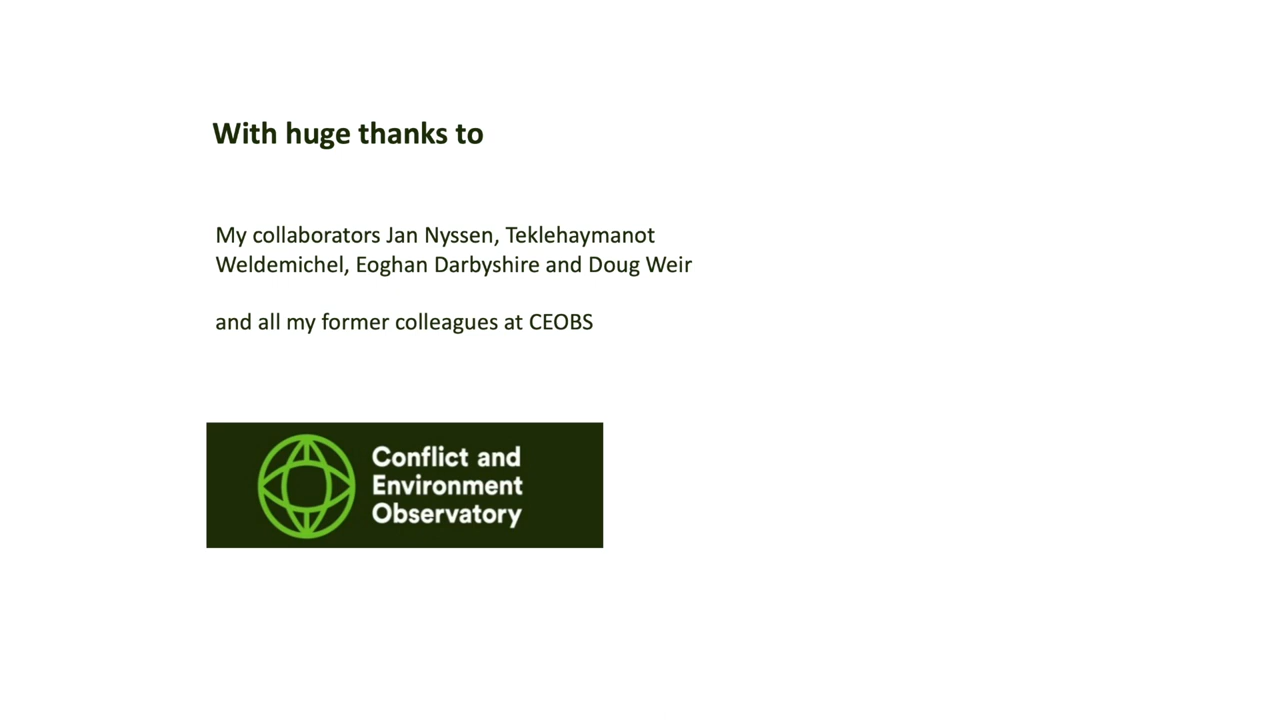 With huge thanks to
My collaborators Jan Nyssen, Teklehaymanot
Weldemichel, Eoghan Darbyshire and Doug Weir
and all my former colleagues at CEOBS
Conflict and
Environment
Observatory